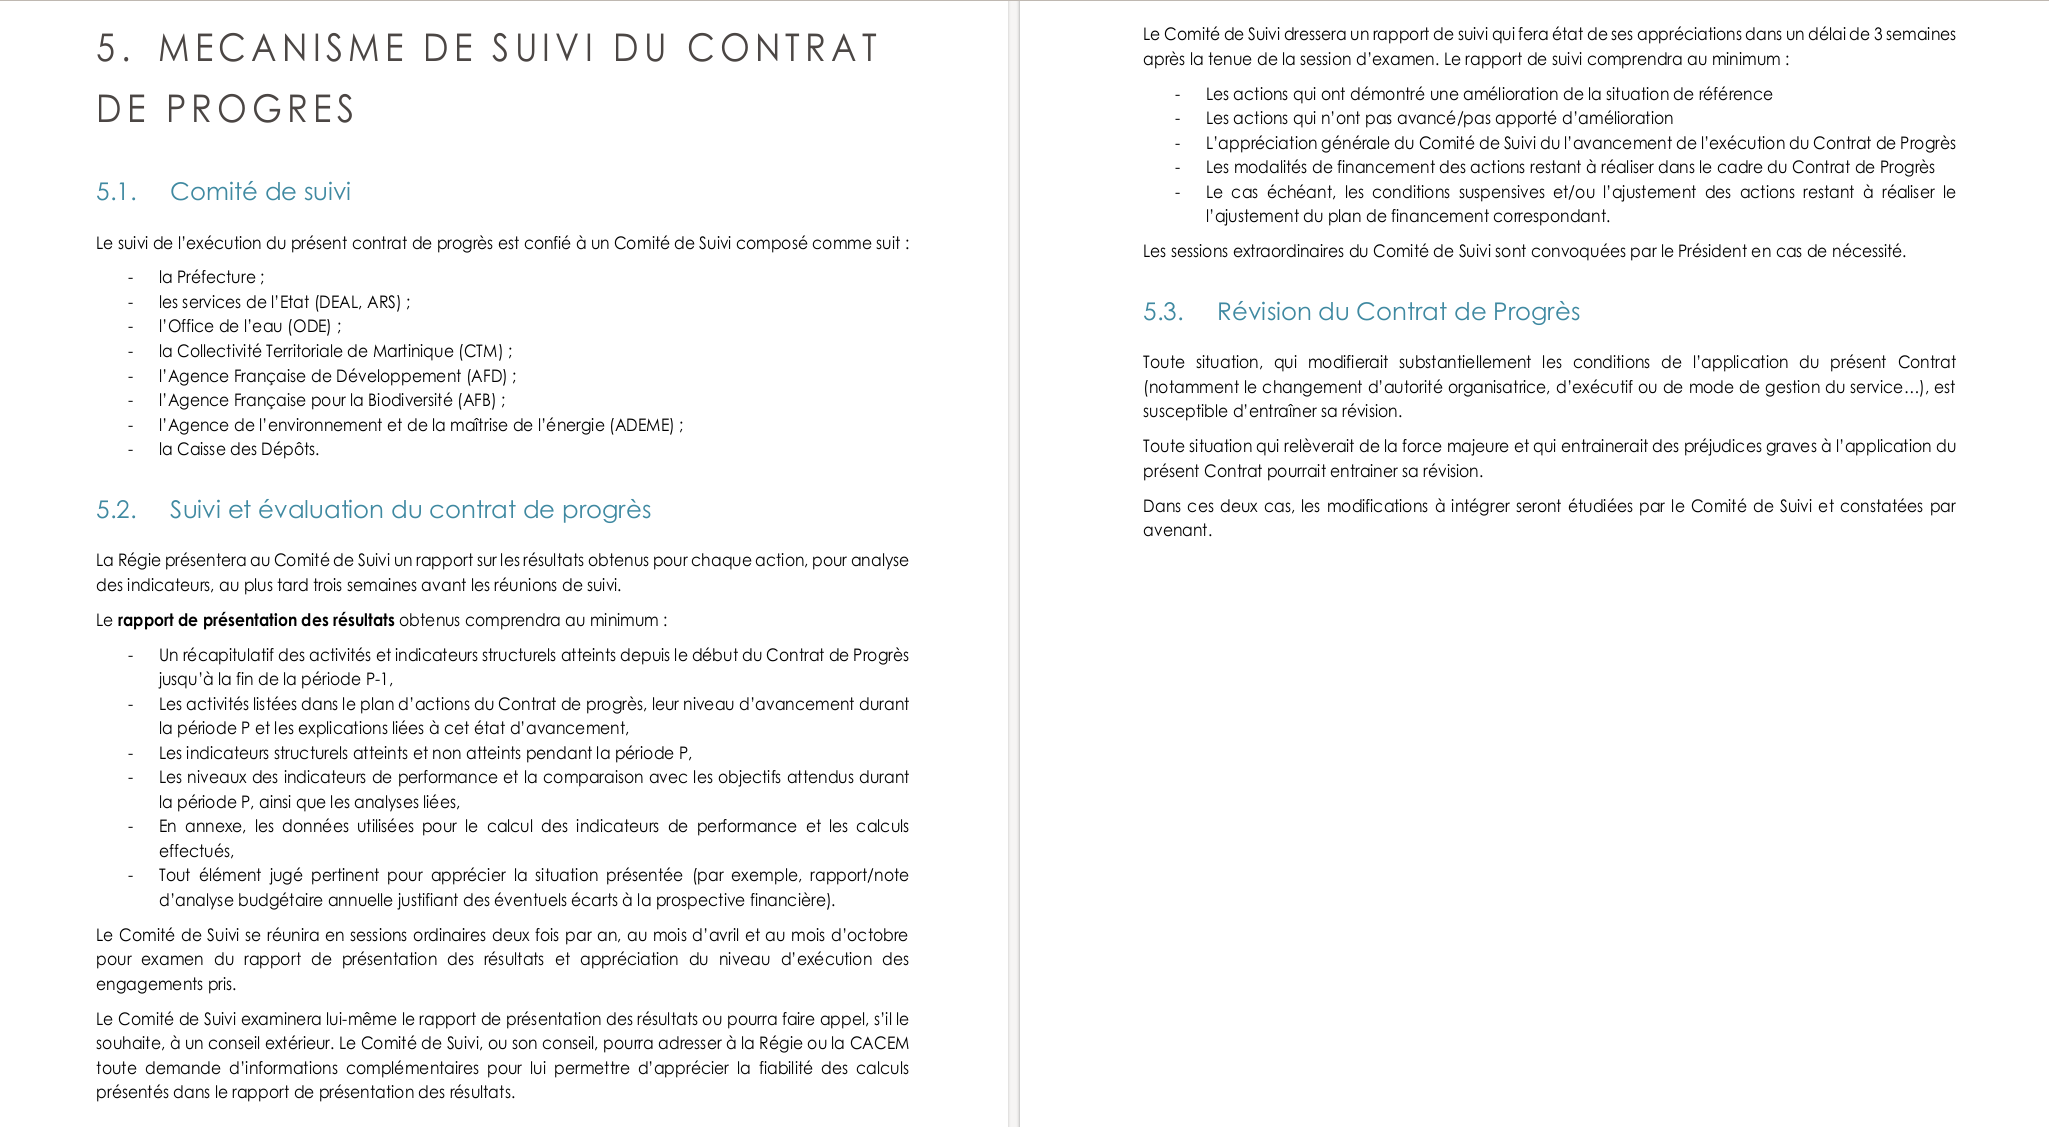 5. MECANISME DE SUIVI DU CONTRAT
DE PROGRES
5.1. Comité de suivi
Le suivi de l'exécution du présent contrat de progrès est confié à un Comité de Suivi composé comme suit :
- la Préfecture ;
- les services de l'Etat (DEAL, ARS) ;
- l'Office de l'eau (ODE) ;
- la Collectivité Territoriale de Martinique (CTM) ;
- l'Agence Française de Développement (AFD) ;
- l'Agence Française pour la Biodiversité (AFB) ;
- l'Agence de l'environnement et de la maîtrise de l'énergie (ADEME) ;
- la Caisse des Dépôts.
5.2. Suivi et évaluation du contrat de progrès
La Régie présentera au Comité de Suivi un rapport sur les résultats obtenus pour chaque action, pour analyse
des indicateurs, au plus tard trois semaines avant les réunions de suivi.
Le rapport de présentation des résultats obtenus comprendra au minimum :
- Un récapitulatif des activités et indicateurs structurels atteints depuis le début du Contrat de Progrès
jusqu'à la fin de la période P-1,
- Les activités listées dans le plan d'actions du Contrat de progrès, leur niveau d'avancement durant
la période P et les explications liées à cet état d'avancement,
- Les indicateurs structurels atteints et non atteints pendant la période P,
- Les niveaux des indicateurs de performance et la comparaison avec les objectifs attendus durant
la période P, ainsi que les analyses liées,
- En annexe, les données utilisées pour le calcul des indicateurs de performance et les calculs
effectués,
- Tout élément jugé pertinent pour apprécier la situation présentée (par exemple, rapport/note
d'analyse budgétaire annuelle justifiant des éventuels écarts à la prospective financière).
Le Comité de Suivi se réunira en sessions ordinaires deux fois par an, au mois d'avril et au mois d'octobre
pour examen du rapport de présentation des résultats et appréciation du niveau d'exécution des
engagements pris.
Le Comité de Suivi examinera lui-même le rapport de présentation des résultats ou pourra faire appel, s'il le
souhaite, à un conseil extérieur. Le Comité de Suivi, ou son conseil, pourra adresser à la Régie ou la CACEM
toute demande d'informations complémentaires pour lui permettre d'apprécier la fiabilité des calculs
présentés dans le rapport de présentation des résultats.
Le Comité de Suivi dressera un rapport de suivi qui fera état de ses appréciations dans un délai de 3 semaines
après la tenue de la session d'examen. Le rapport de suivi comprendra au minimum :
- Les actions qui ont démontré une amélioration de la situation de référence
- Les actions qui n'ont pas avancé/pas apporté d'amélioration
- L'appréciation générale du Comité de Suivi du l'avancement de l'exécution du Contrat de Progrès
- Les modalités de financement des actions restant à réaliser dans le cadre du Contrat de Progrès
- Le cas échéant, les conditions suspensives et/ou l'ajustement des actions restant à réaliser le
l'ajustement du plan de financement correspondant.
Les sessions extraordinaires du Comité de Suivi sont convoquées par le Président en cas de nécessité.
5.3. Révision du Contrat de Progrès
Toute situation, qui modifierait substantiellement les conditions de l'application du présent Contrat
(notamment le changement d'autorité organisatrice, d'exécutif ou de mode de gestion du service…), est
susceptible d'entraîner sa révision.
Toute situation qui relèverait de la force majeure et qui entrainerait des préjudices graves à l'application du
présent Contrat pourrait entrainer sa révision.
Dans ces deux cas, les modifications à intégrer seront étudiées par le Comité de Suivi et constatées par
avenant.